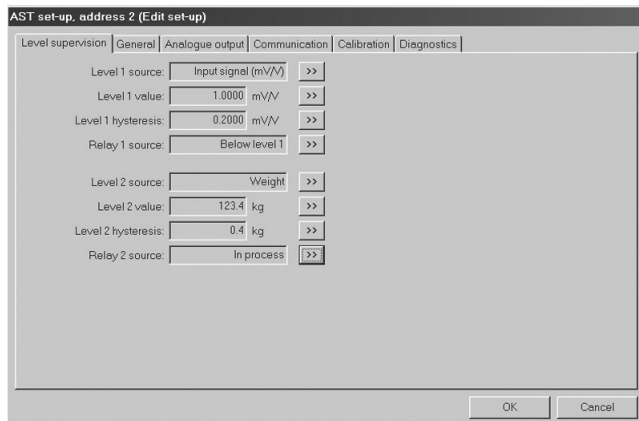 AST set-up, address 2 (Edit set-up)
Level supervision General Analogue output Communication Calibration Diagnostics
Level 1 source: Input signal (mV/V) >>
Level 1 value: 1.0000 mV/V >>
Level 1 hysteresis: 0.2000 mV/V >>
Relay 1 source: Below level 1 >>
Level 2 source: Weight >>
Level 2 value: 123.4 kg >>
Level 2 hysteresis: 0.4 kg >>
Relay 2 source: In process >>
OK Cancel